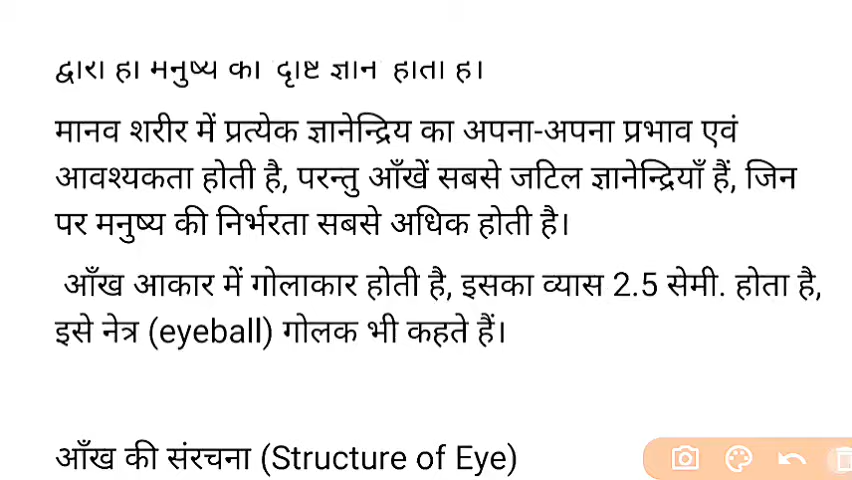 द्वारा ही मनुष्य को दृष्टि ज्ञान होता है।
मानव शरीर में प्रत्येक ज्ञानेन्द्रिय का अपना-अपना प्रभाव एवं
आवश्यकता होती है, परन्तु आँखें सबसे जटिल ज्ञानेन्द्रियाँ हैं, जिन
पर मनुष्य की निर्भरता सबसे अधिक होती है।
आँख आकार में गोलाकार होती है, इसका व्यास 2.5 सेमी. होता है,
इसे नेत्र (eyeball) गोलक भी कहते हैं।
आँख की संरचना (Structure of Eye)